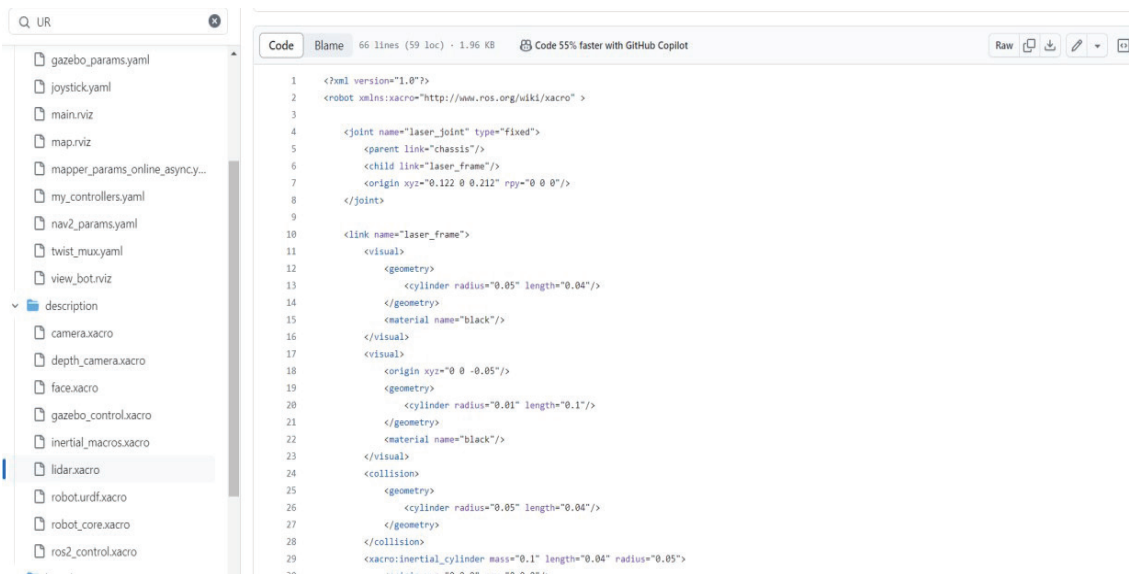 UR
gazebo_params.yaml
joystick.yaml
main.rviz
map.rviz
mapper_params_online_async.y...
my_controllers.yaml
nav2_params.yaml
twist_mux.yaml
view_bot.rviz
description
camera.xacro
depth_camera.xacro
face.xacro
gazebo_control.xacro
inertial_macros.xacro
lidar.xacro
robot.urdf.xacro
robot_core.xacro
ros2_control.xacro
Code Blame 66 lines (59 loc) · 1.96 KB Code 55% faster with GitHub Copilot Raw
1 <?xml version="1.0"?>
2 <robot xmlns:xacro="http://www.ros.org/wiki/xacro" >
3
4 <joint name="laser_joint" type="fixed">
5 <parent link="chassis"/>
6 <child link="laser_frame"/>
7 <origin xyz="0.122 0 0.212" rpy="0 0 0"/>
8 </joint>
9
10 <link name="laser_frame">
11 <visual>
12 <geometry>
13 <cylinder radius="0.05" length="0.04"/>
14 </geometry>
15 <material name="black"/>
16 </visual>
17 <visual>
18 <origin xyz="0 0 -0.05"/>
19 <geometry>
20 <cylinder radius="0.01" length="0.1"/>
21 </geometry>
22 <material name="black"/>
23 </visual>
24 <collision>
25 <geometry>
26 <cylinder radius="0.05" length="0.04"/>
27 </geometry>
28 </collision>
29 <xacro:inertial_cylinder mass="0.1" length="0.04" radius="0.05">